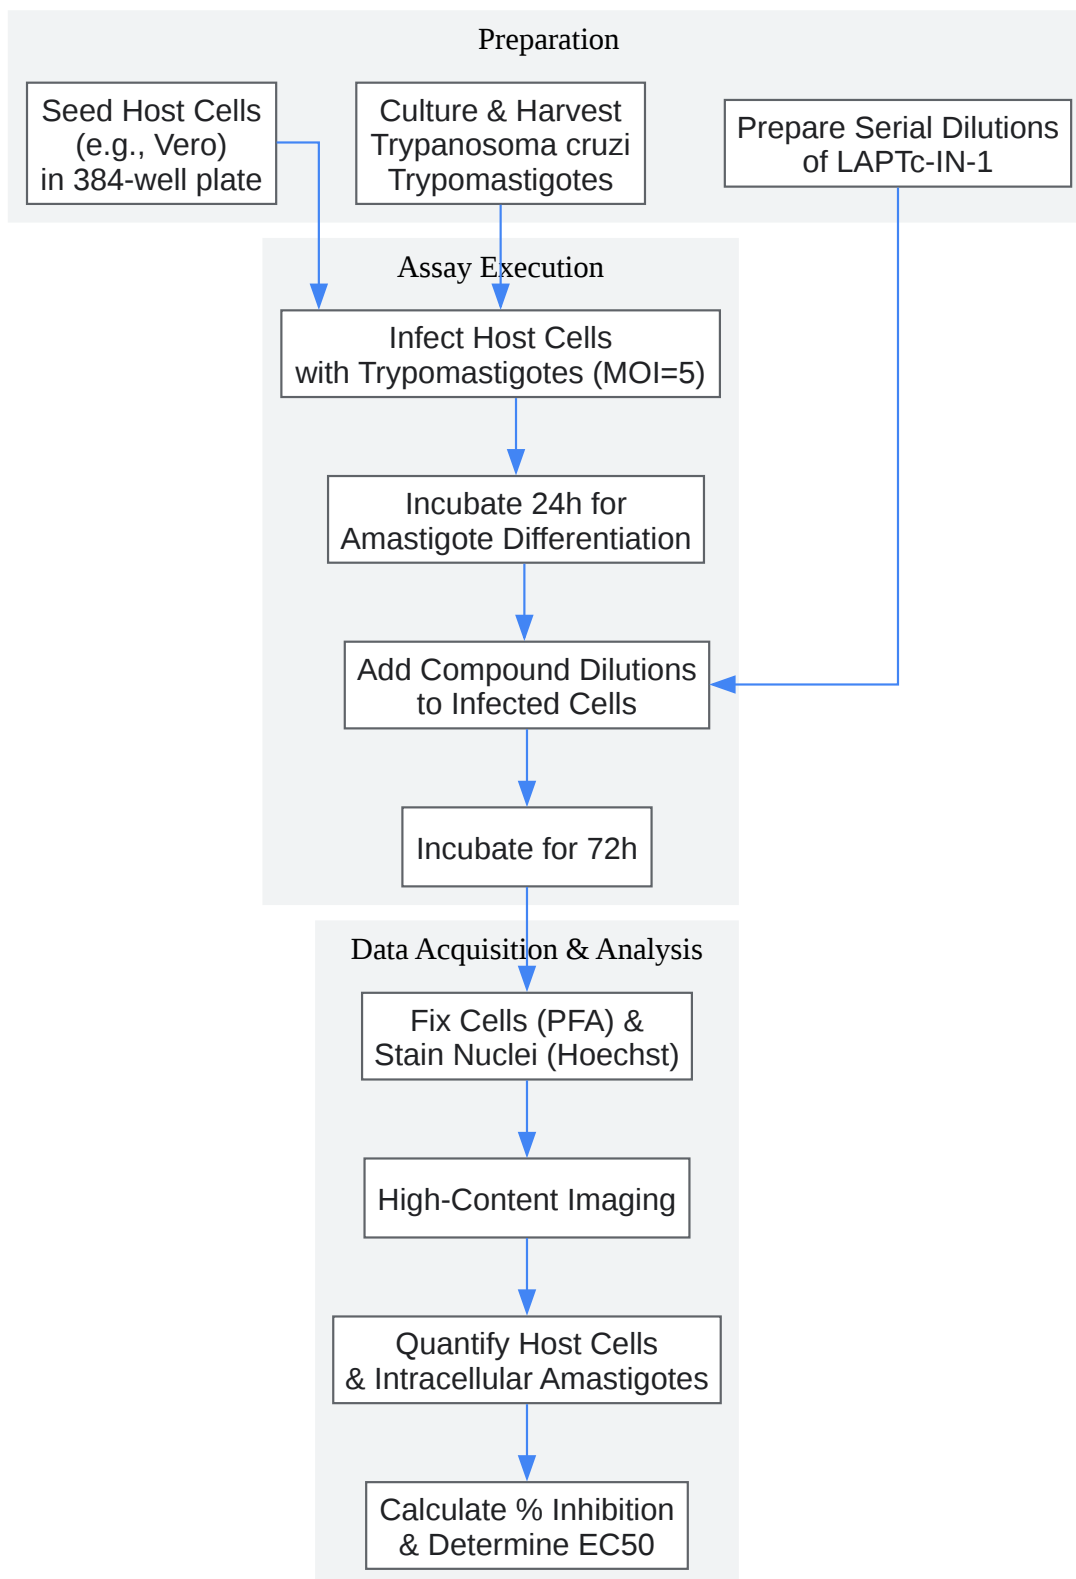 Preparation
Seed Host Cells
(e.g., Vero)
in 384-well plate
Culture & Harvest
Trypanosoma cruzi
Trypomastigotes
Prepare Serial Dilutions
of LAPTc-IN-1
Assay Execution
Infect Host Cells
with Trypomastigotes (MOI=5)
Incubate 24h for
Amastigote Differentiation
Add Compound Dilutions
to Infected Cells
Incubate for 72h
Data Acquisition & Analysis
Fix Cells (PFA) &
Stain Nuclei (Hoechst)
High-Content Imaging
Quantify Host Cells
& Intracellular Amastigotes
Calculate % Inhibition
& Determine EC50